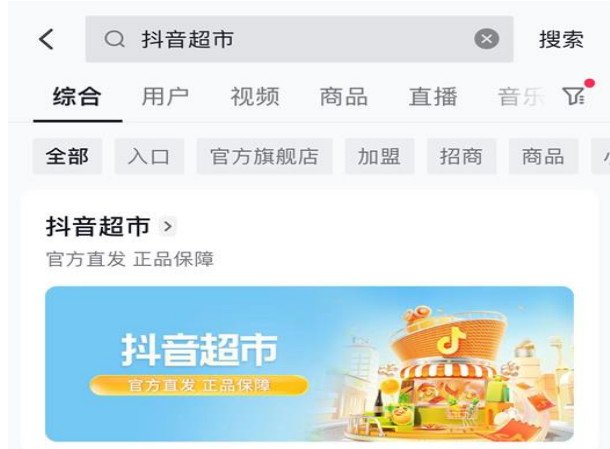 抖音超市 搜索
综合 用户 视频 商品 直播 音乐
全部 入口 官方旗舰店 加盟 招商 商品
抖音超市
官方直发 正品保障
抖音超市
官方直发 正品保障